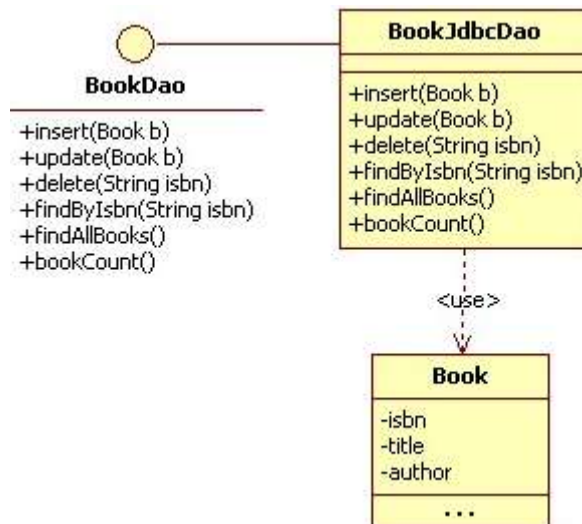 BookDao
+insert(Book b)
+update(Book b)
+delete(String isbn)
+findByIsbn(String isbn)
+findAllBooks()
+bookCount()
BookJdbcDao
+insert(Book b)
+update(Book b)
+delete(String isbn)
+findByIsbn(String isbn)
+findAllBooks()
+bookCount()
<use>
Book
-isbn
-title
-author
...